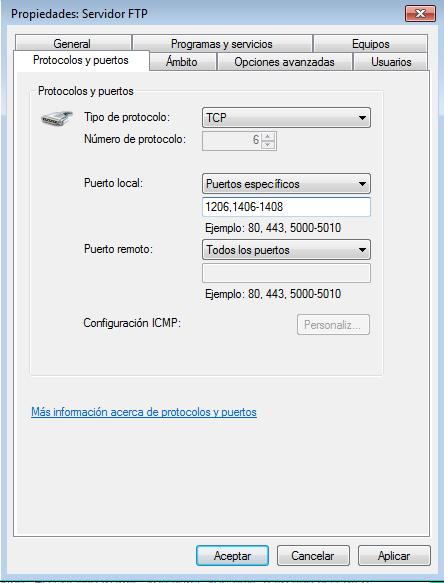 Propiedades: Servidor FTP
General
Programas y servicios
Equipos
Protocolos y puertos
Ámbito
Opciones avanzadas
Usuarios
Protocolos y puertos
Tipo de protocolo:
TCP
Número de protocolo:
6
Puerto local:
Puertos específicos
1206,1406-1408
Ejemplo: 80, 443, 5000-5010
Puerto remoto:
Todos los puertos
Ejemplo: 80, 443, 5000-5010
Configuración ICMP:
Personaliz...
Más información acerca de protocolos y puertos
Aceptar
Cancelar
Aplicar